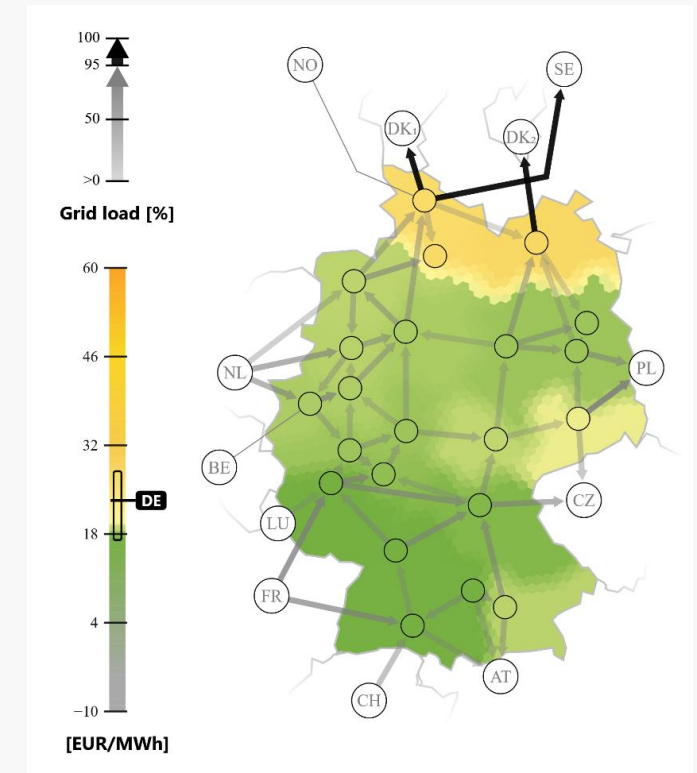 100
95
50
>0
Grid load [%]
60
46
32
DE
18
4
−10
[EUR/MWh]
NO
SE
DK₁
DK₂
NL
PL
BE
LU
CZ
FR
AT
CH